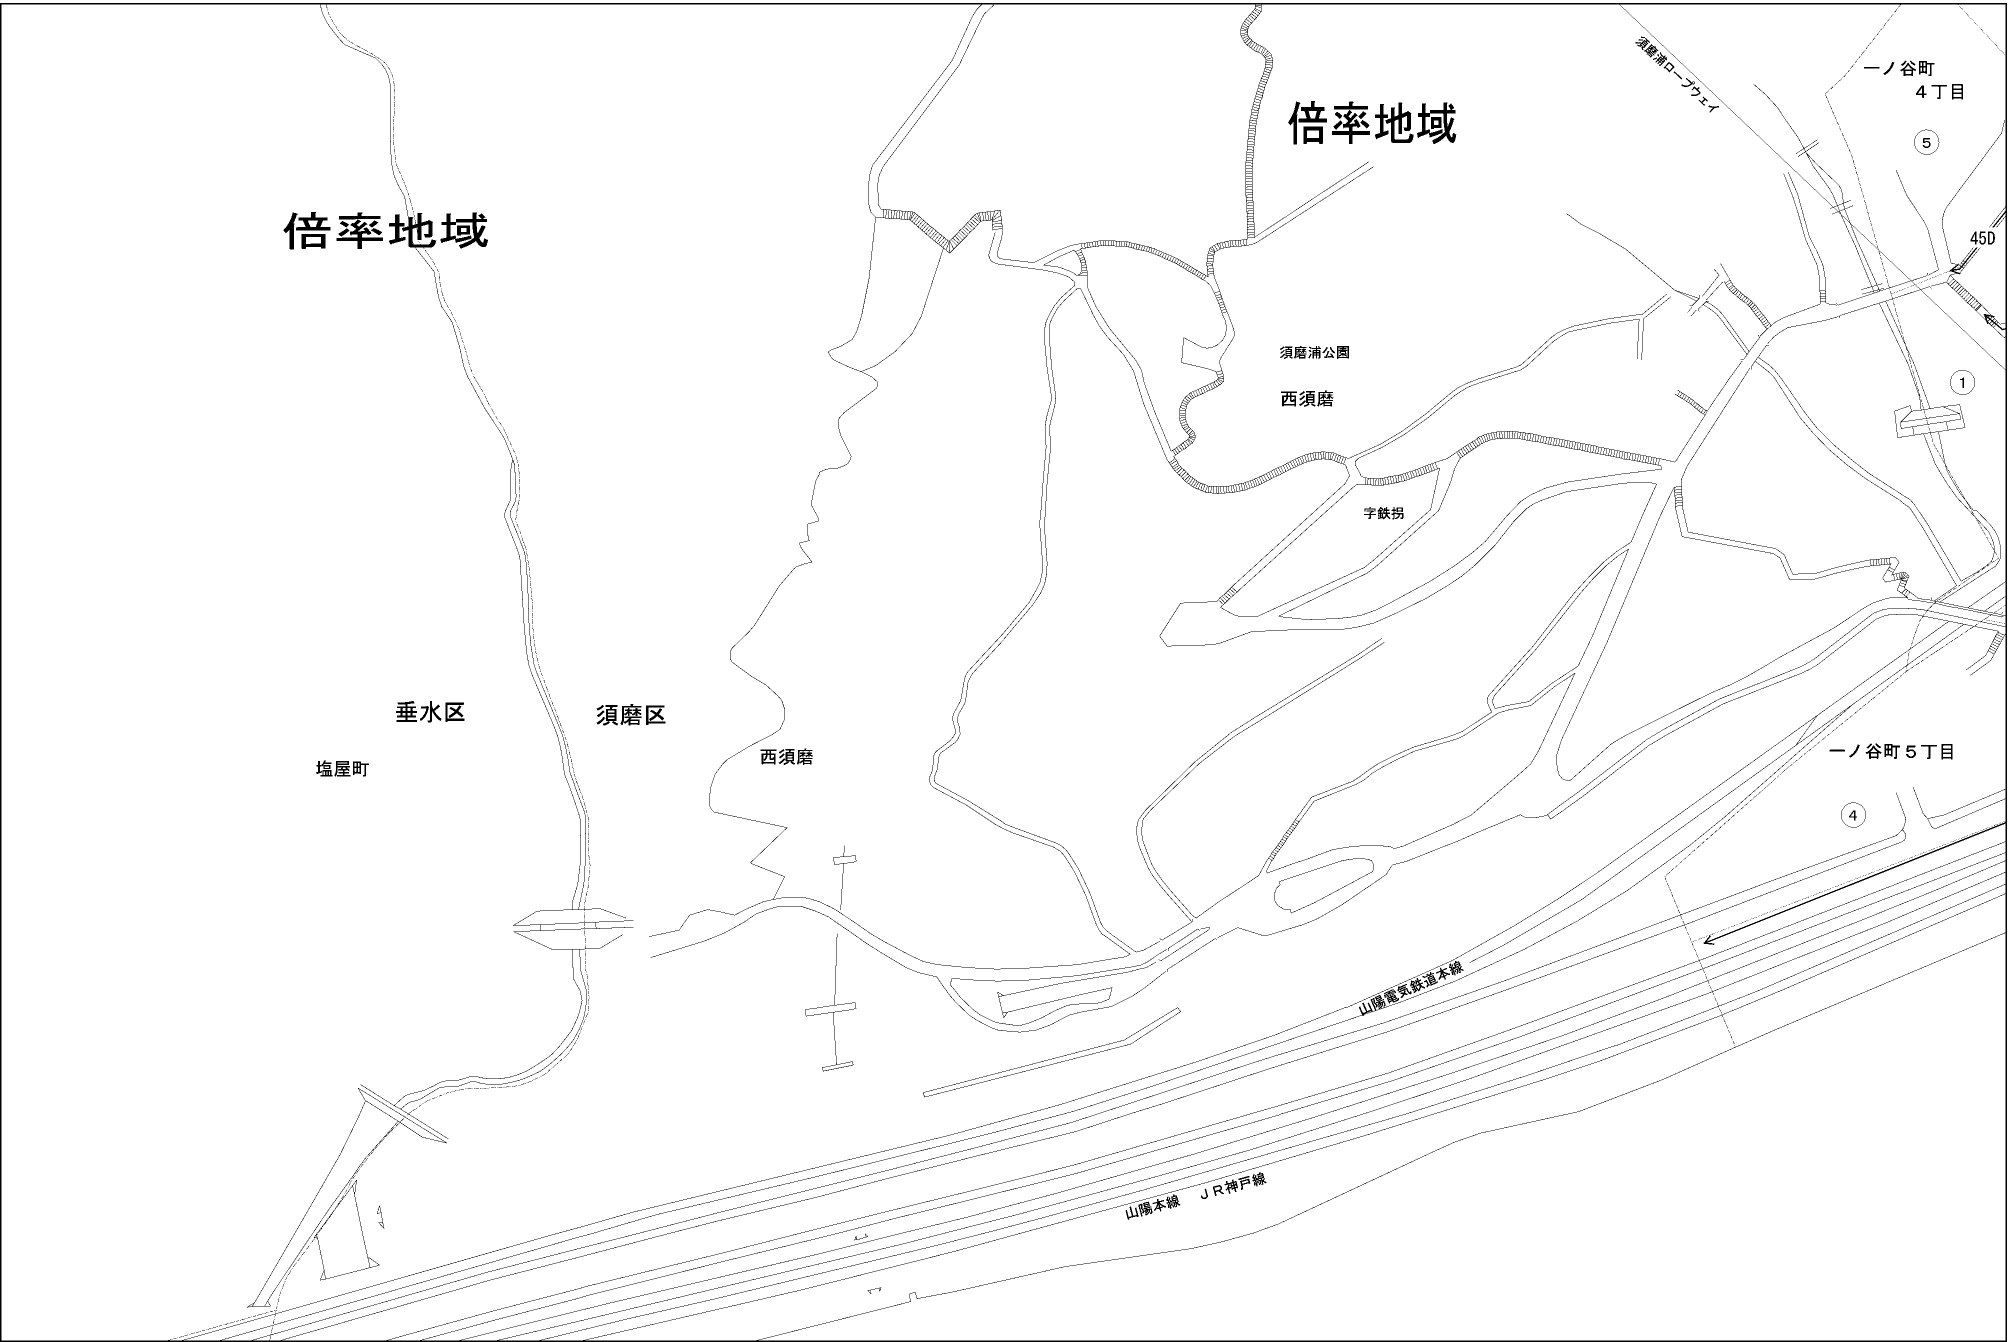 須磨浦ロープウェイ
一ノ谷町
４丁目
倍率地域
5
倍率地域
45D
須磨浦公園
1
西須磨
字鉄拐
垂水区
須磨区
一ノ谷町５丁目
西須磨
塩屋町
4
山陽電気鉄道本線
山陽本線　ＪＲ神戸線